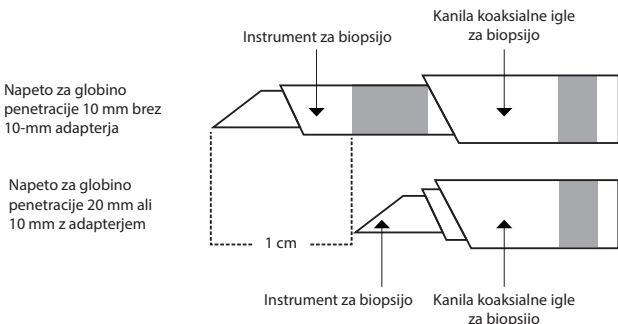 Instrument za biopsijo
Kanila koaksialne igle
za biopsijo
Napeto za globino
penetracije 10 mm brez
10-mm adapterja
Napeto za globino
penetracije 20 mm ali
10 mm z adapterjem
1 cm
Instrument za biopsijo
Kanila koaksialne igle
za biopsijo